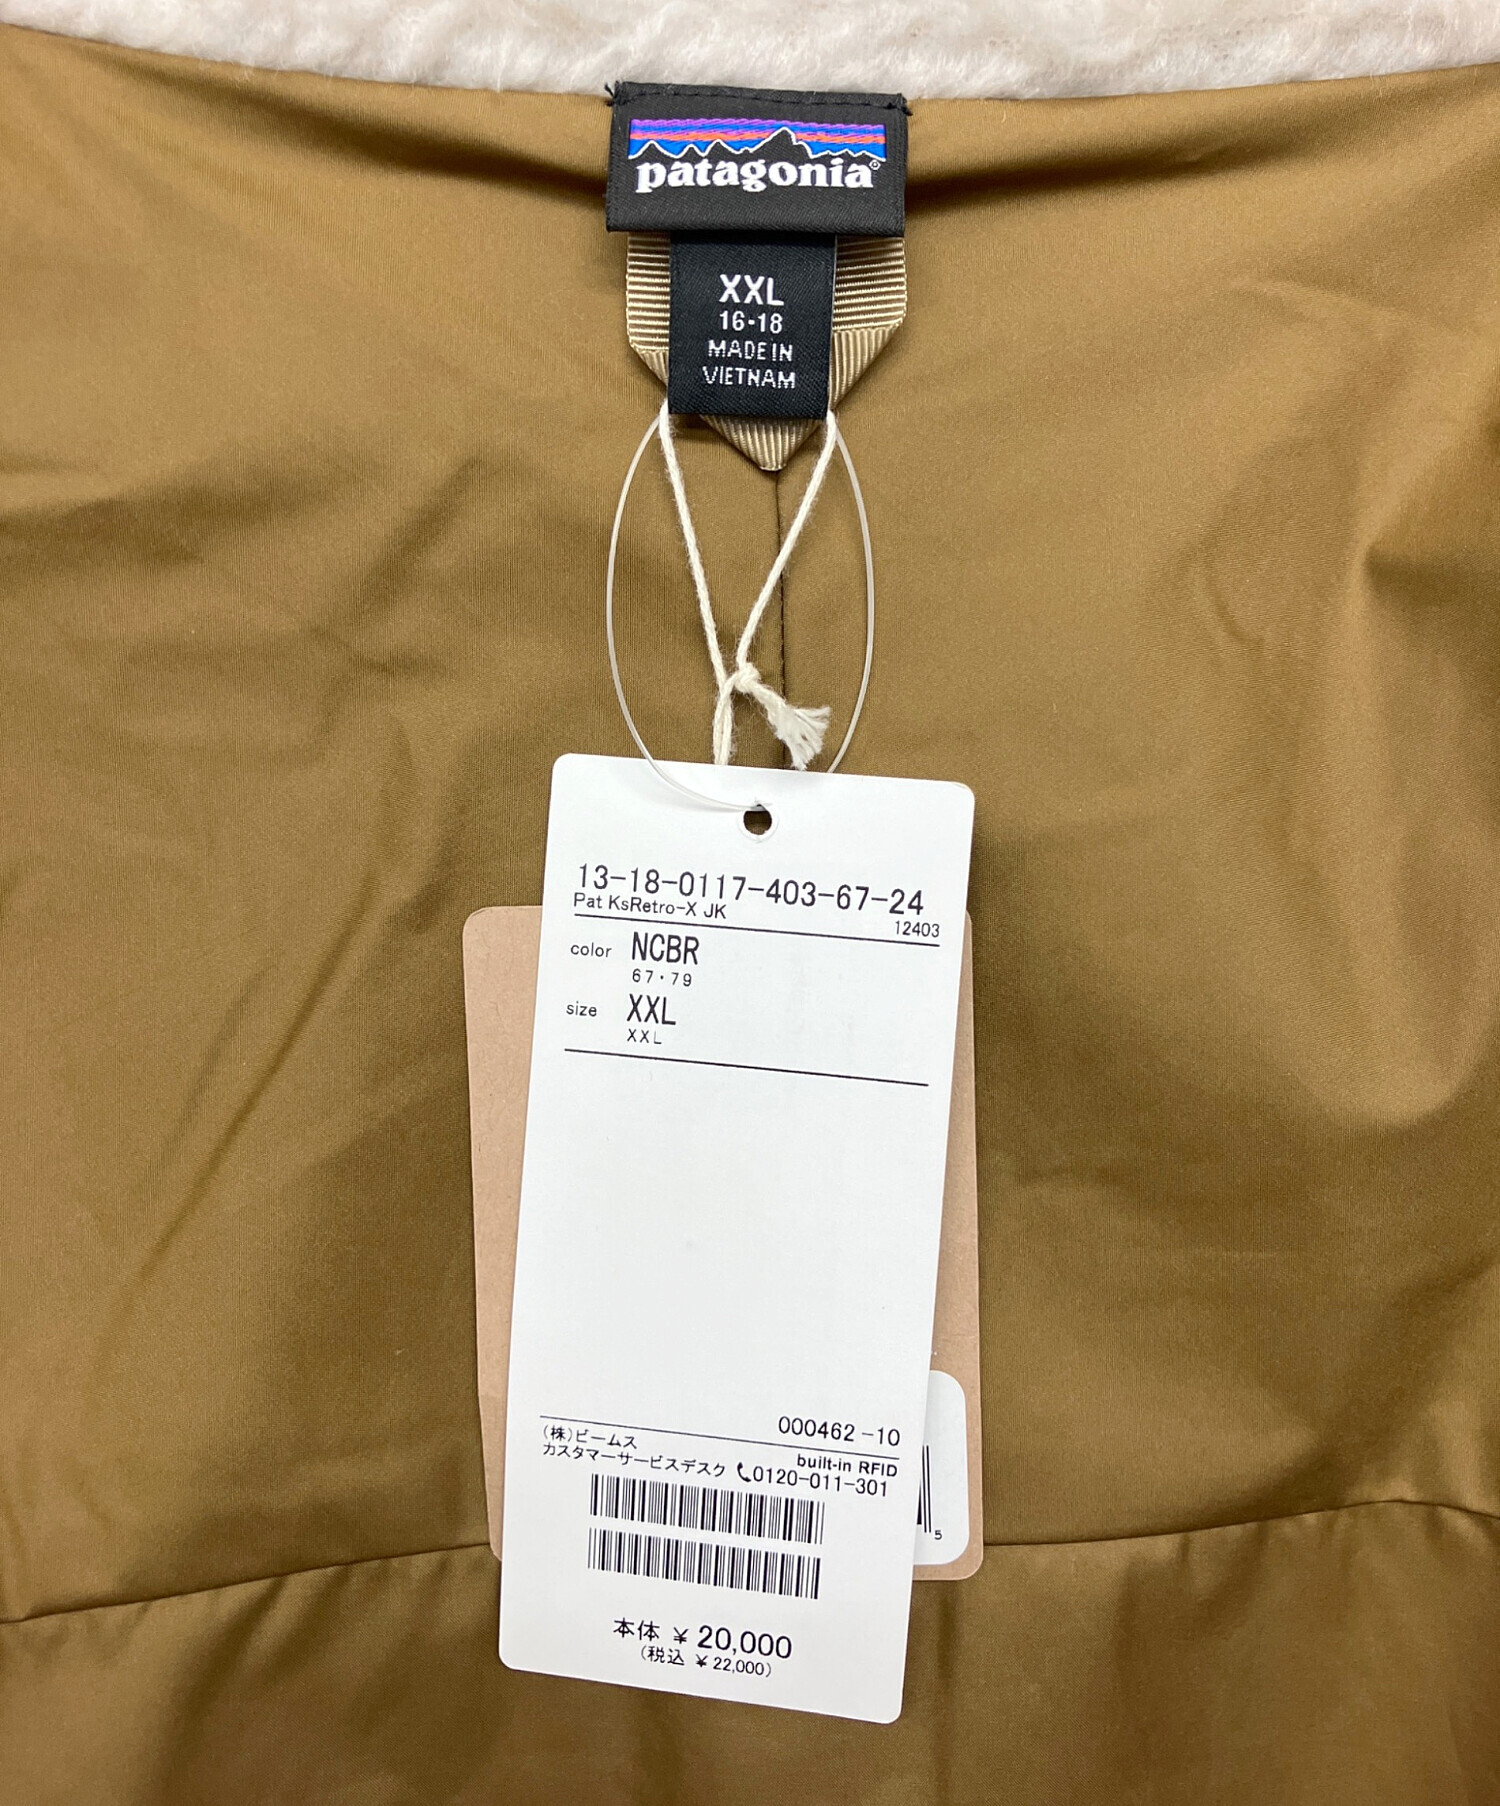 patagonia®
XXL
16-18
MADE IN
VIETNAM
13-18-0117-403-67-24
Pat KsRetro-X JK
12403
color NCBR
67・79
size XXL
XXL
000462 -10
(株)ビームス
built-in RFID
カスタマーサービスデスク 0120-011-301
5
本体 ¥ 20,000
(税込 ¥ 22,000)